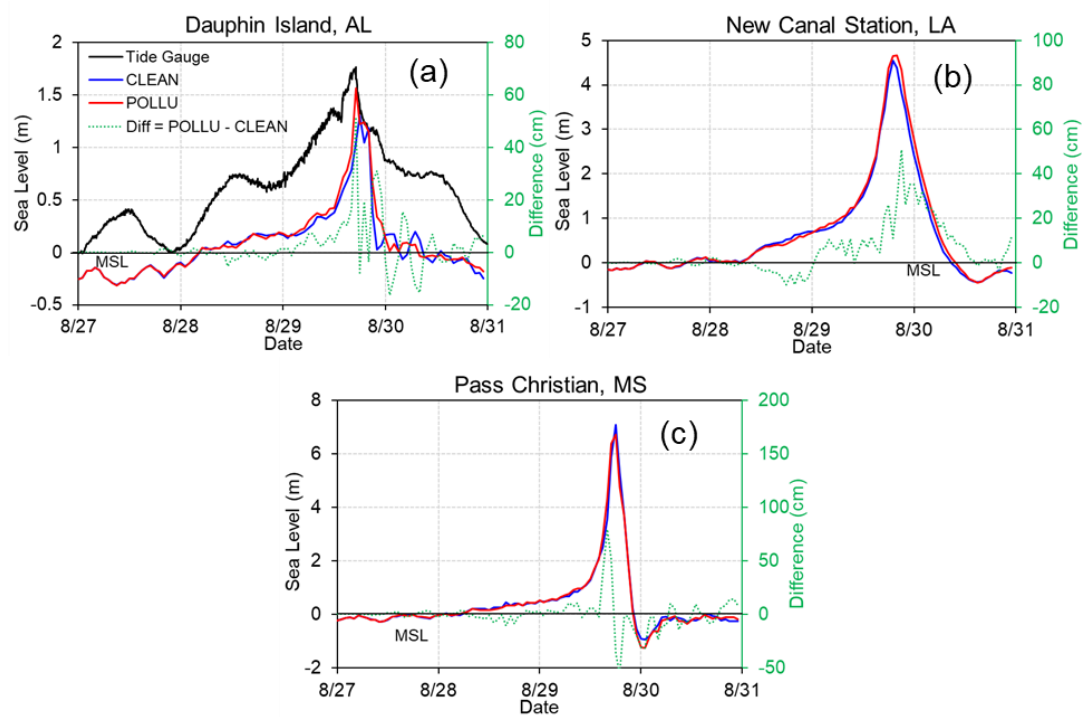 Dauphin Island, AL
2
1.5
1
0.5
0
-0.5
Sea Level (m)
Tide Gauge
CLEAN
POLLU
Diff = POLLU - CLEAN
(a)
MSL
80
60
40
20
0
-20
Difference (cm)
8/27 8/28 8/29 8/30 8/31
Date
New Canal Station, LA
5
4
3
2
1
0
-1
Sea Level (m)
(b)
MSL
100
80
60
40
20
0
-20
Difference (cm)
8/27 8/28 8/29 8/30 8/31
Date
Pass Christian, MS
8
6
4
2
0
-2
Sea Level (m)
(c)
MSL
200
150
100
50
0
-50
Difference (cm)
8/27 8/28 8/29 8/30 8/31
Date